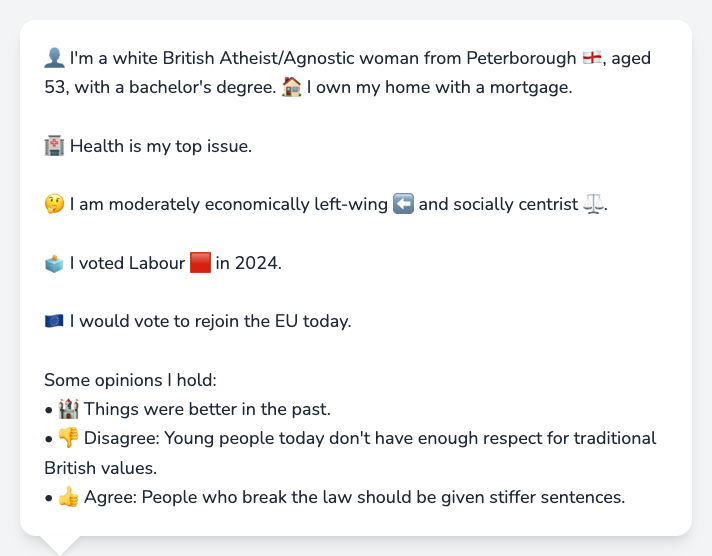 👤 I'm a white British Atheist/Agnostic woman from Peterborough 🏴󠁧󠁢󠁥󠁮󠁧󠁿, aged
53, with a bachelor's degree. 🏠 I own my home with a mortgage.
🏥 Health is my top issue.
🤔 I am moderately economically left-wing ⬅️ and socially centrist ⚖️.
🗳️ I voted Labour 🟥 in 2024.
🇪🇺 I would vote to rejoin the EU today.
Some opinions I hold:
• 🏰 Things were better in the past.
• 👎 Disagree: Young people today don't have enough respect for traditional
British values.
• 👍 Agree: People who break the law should be given stiffer sentences.